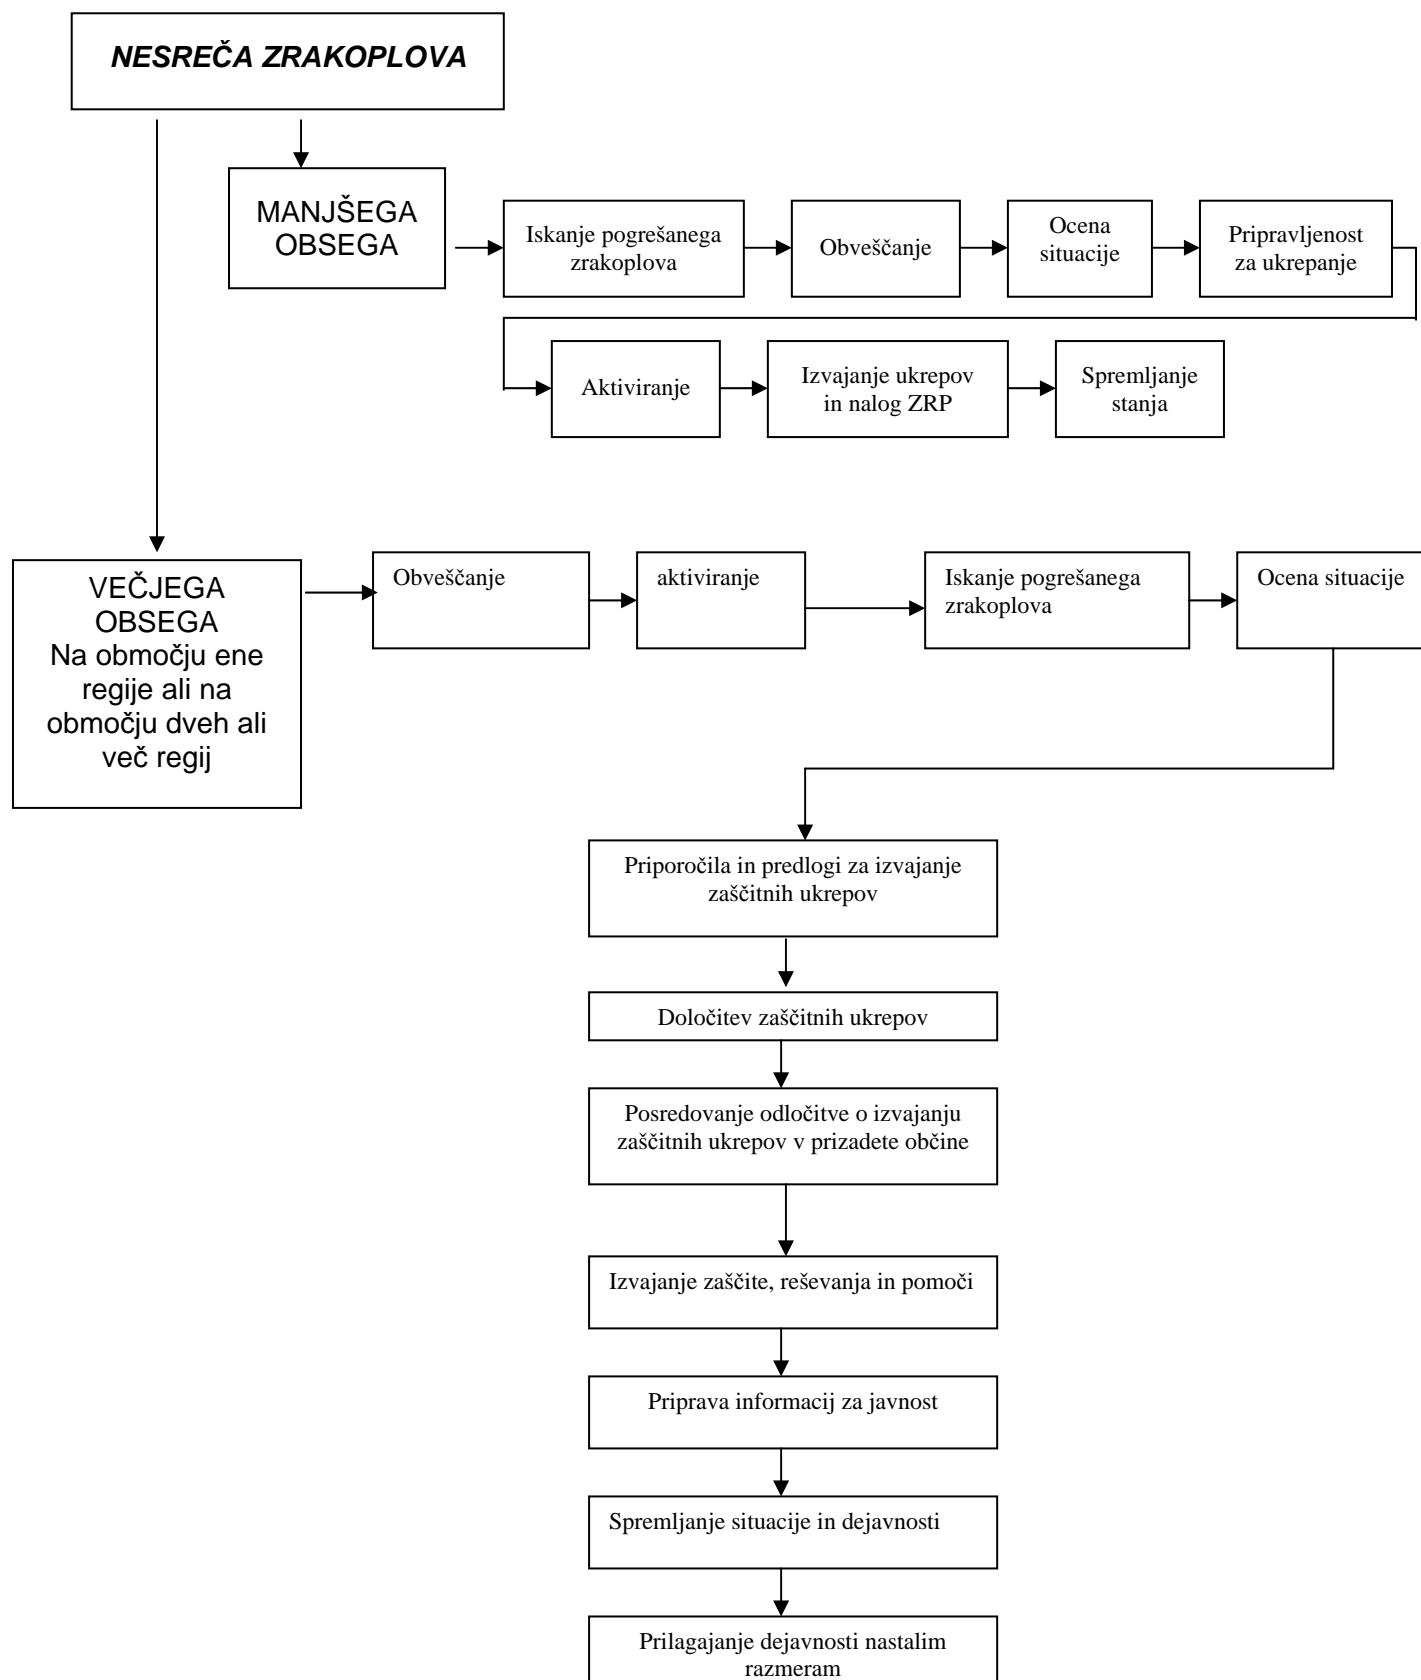 NESREČA ZRAKOPLOVA
MANJŠEGA
OBSEGA
Iskanje pogrešanega
zrakoplova
Obveščanje
Ocena
situacije
Pripravljenost
za ukrepanje
Aktiviranje
Izvajanje ukrepov
in nalog ZRP
Spremljanje
stanja
VEČJEGA
OBSEGA
Na območju ene
regije ali na
območju dveh ali
več regij
Obveščanje
aktiviranje
Iskanje pogrešanega
zrakoplova
Ocena situacije
Priporočila in predlogi za izvajanje
zaščitnih ukrepov
Določitev zaščitnih ukrepov
Posredovanje odločitve o izvajanju
zaščitnih ukrepov v prizadete občine
Izvajanje zaščite, reševanja in pomoči
Priprava informacij za javnost
Spremljanje situacije in dejavnosti
Prilagajanje dejavnosti nastalim
razmeram